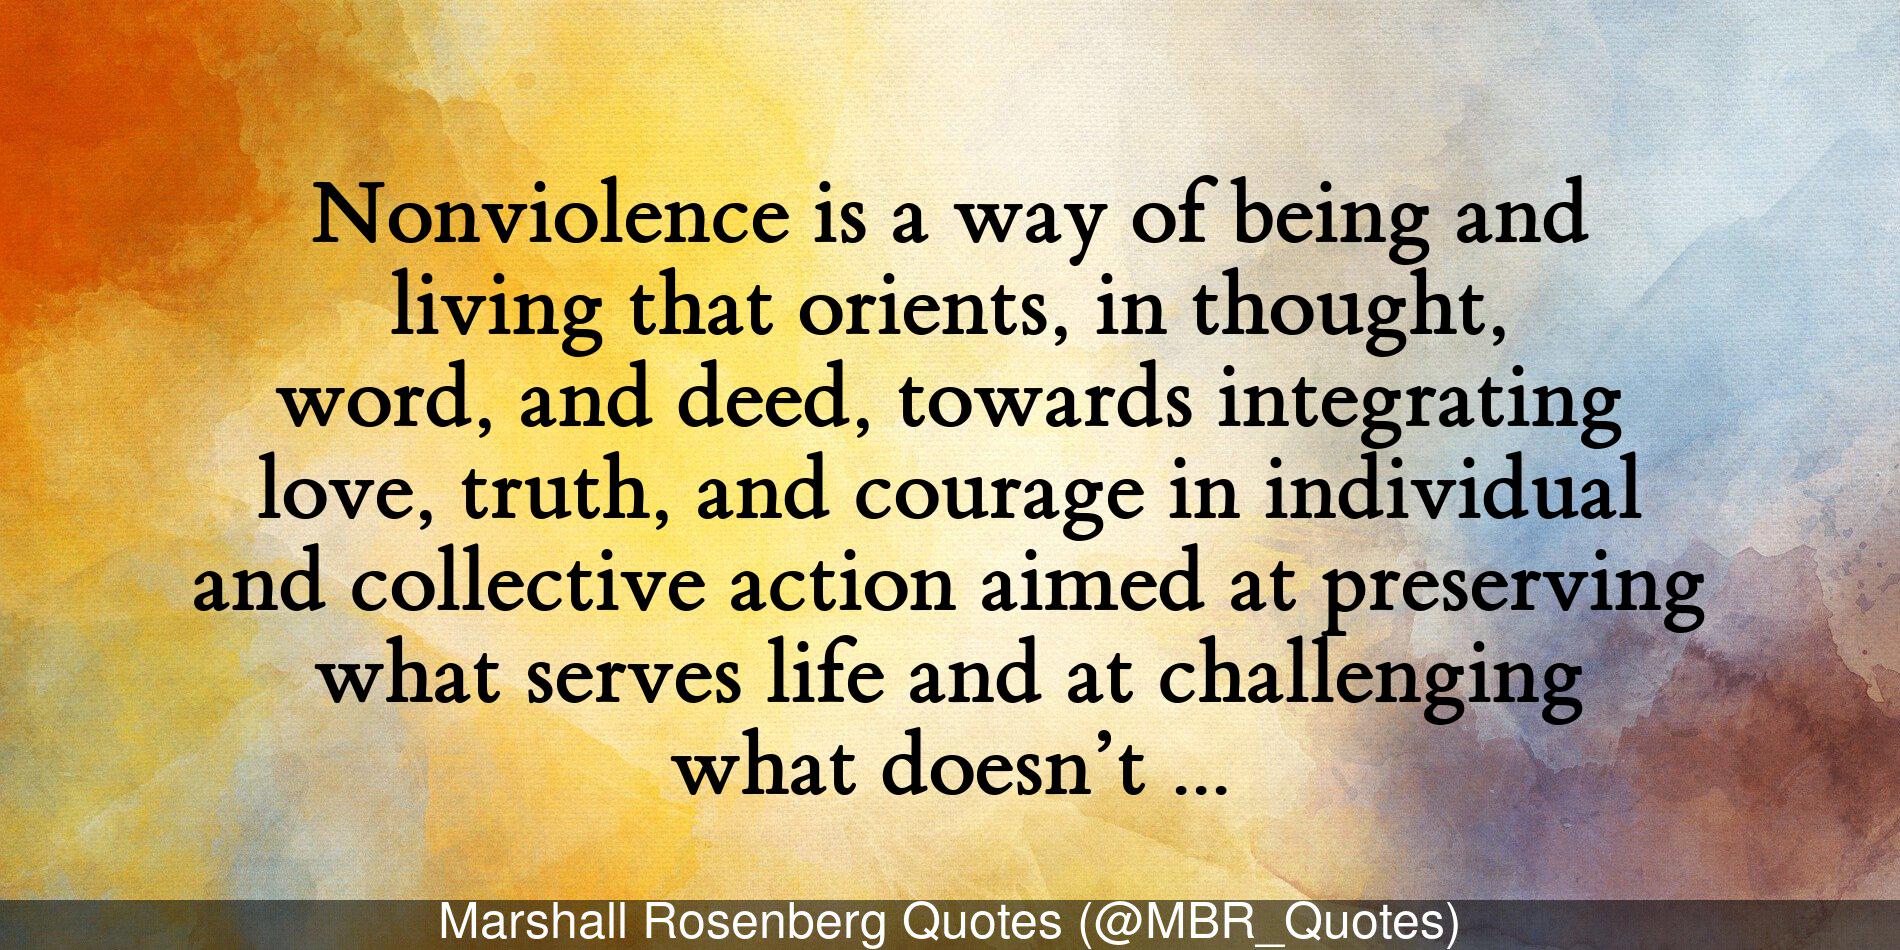 Nonviolence is a way of being and
living that orients, in thought,
word, and deed, towards integrating
love, truth, and courage in individual
and collective action aimed at preserving
what serves life and at challenging
what doesn’t ...
Marshall Rosenberg Quotes (@MBR_Quotes)